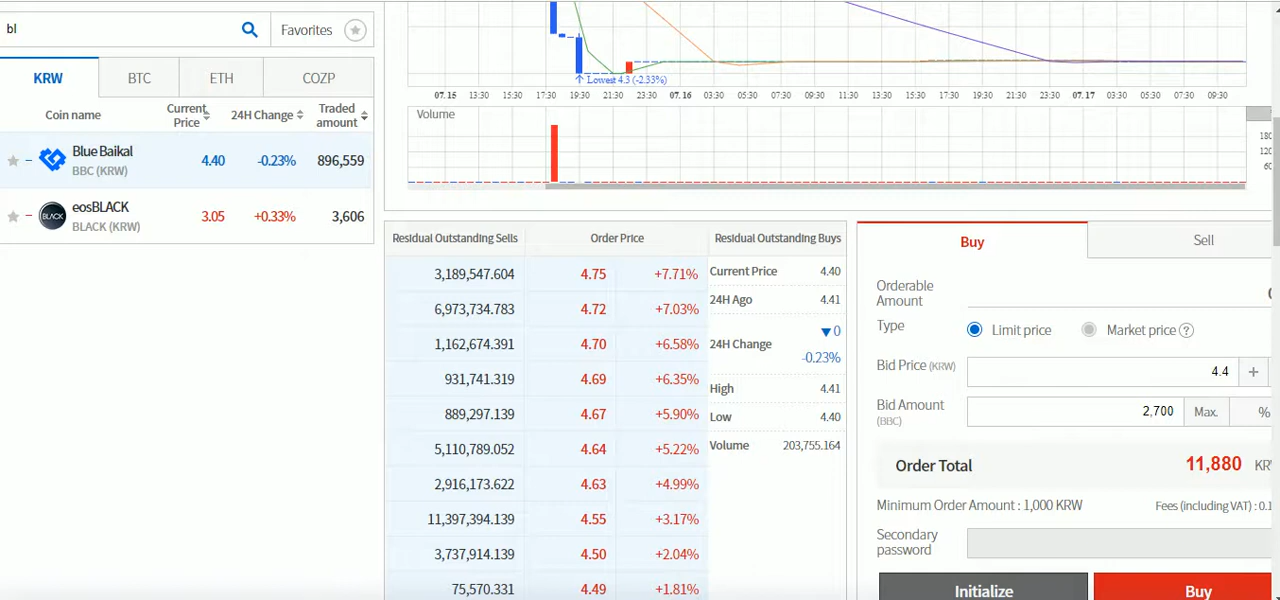 bl
Favorites
KRW BTC ETH COZP
Coin name Current Price 24H Change Traded amount
Blue Baikal
BBC (KRW)
4.40 -0.23% 896,559
eosBLACK
BLACK (KRW)
3.05 +0.33% 3,606
BLACK
Lowest 4.3 (-2.33%)
07.15 13:30 15:30 17:30 19:30 21:30 23:30 07.16 03:30 05:30 07:30 09:30 11:30 13:30 15:30 17:30 19:30 21:30 23:30 07.17 03:30 05:30 07:30 09:30
Volume
180
120
60
Residual Outstanding Sells Order Price Residual Outstanding Buys
3,189,547.604 4.75 +7.71%
6,973,734.783 4.72 +7.03%
1,162,674.391 4.70 +6.58%
931,741.319 4.69 +6.35%
889,297.139 4.67 +5.90%
5,110,789.052 4.64 +5.22%
2,916,173.622 4.63 +4.99%
11,397,394.139 4.55 +3.17%
3,737,914.139 4.50 +2.04%
75,570.331 4.49 +1.81%
Current Price 4.40
24H Ago 4.41
24H Change ▼0
-0.23%
High 4.41
Low 4.40
Volume 203,755.164
Buy Sell
Orderable Amount
Type Limit price Market price ?
Bid Price (KRW) 4.4 +
Bid Amount (BBC) 2,700 Max. %
Order Total 11,880
Minimum Order Amount : 1,000 KRW Fees (including VAT) : 0.1
Secondary password
Initialize Buy